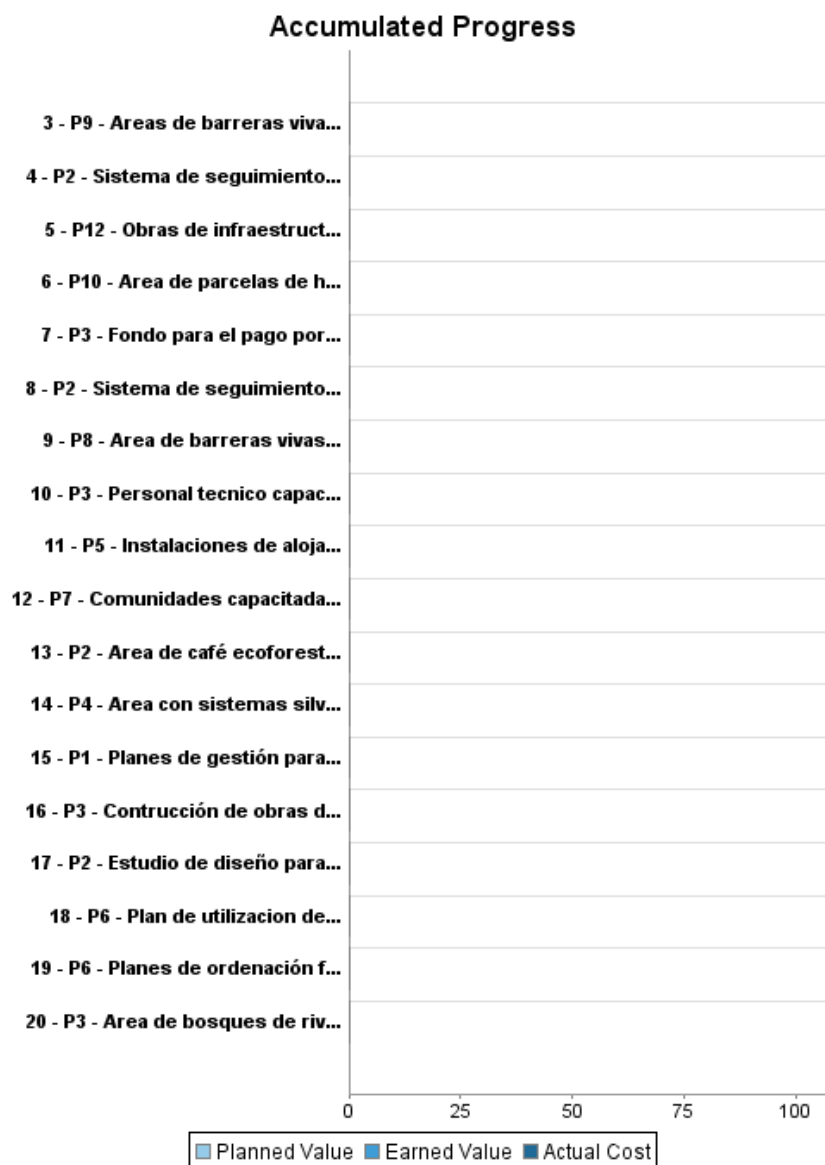 Accumulated Progress
3 - P9 - Areas de barreras viva...
4 - P2 - Sistema de seguimiento...
5 - P12 - Obras de infraestruct...
6 - P10 - Area de parcelas de h...
7 - P3 - Fondo para el pago por...
8 - P2 - Sistema de seguimiento...
9 - P8 - Area de barreras vivas...
10 - P3 - Personal tecnico capac...
11 - P5 - Instalaciones de aloja...
12 - P7 - Comunidades capacitada...
13 - P2 - Area de café ecoforest...
14 - P4 - Area con sistemas silv...
15 - P1 - Planes de gestión para...
16 - P3 - Contrucción de obras d...
17 - P2 - Estudio de diseño para...
18 - P6 - Plan de utilizacion de...
19 - P6 - Planes de ordenación f...
20 - P3 - Area de bosques de riv...
0 25 50 75 100
Planned Value Earned Value Actual Cost